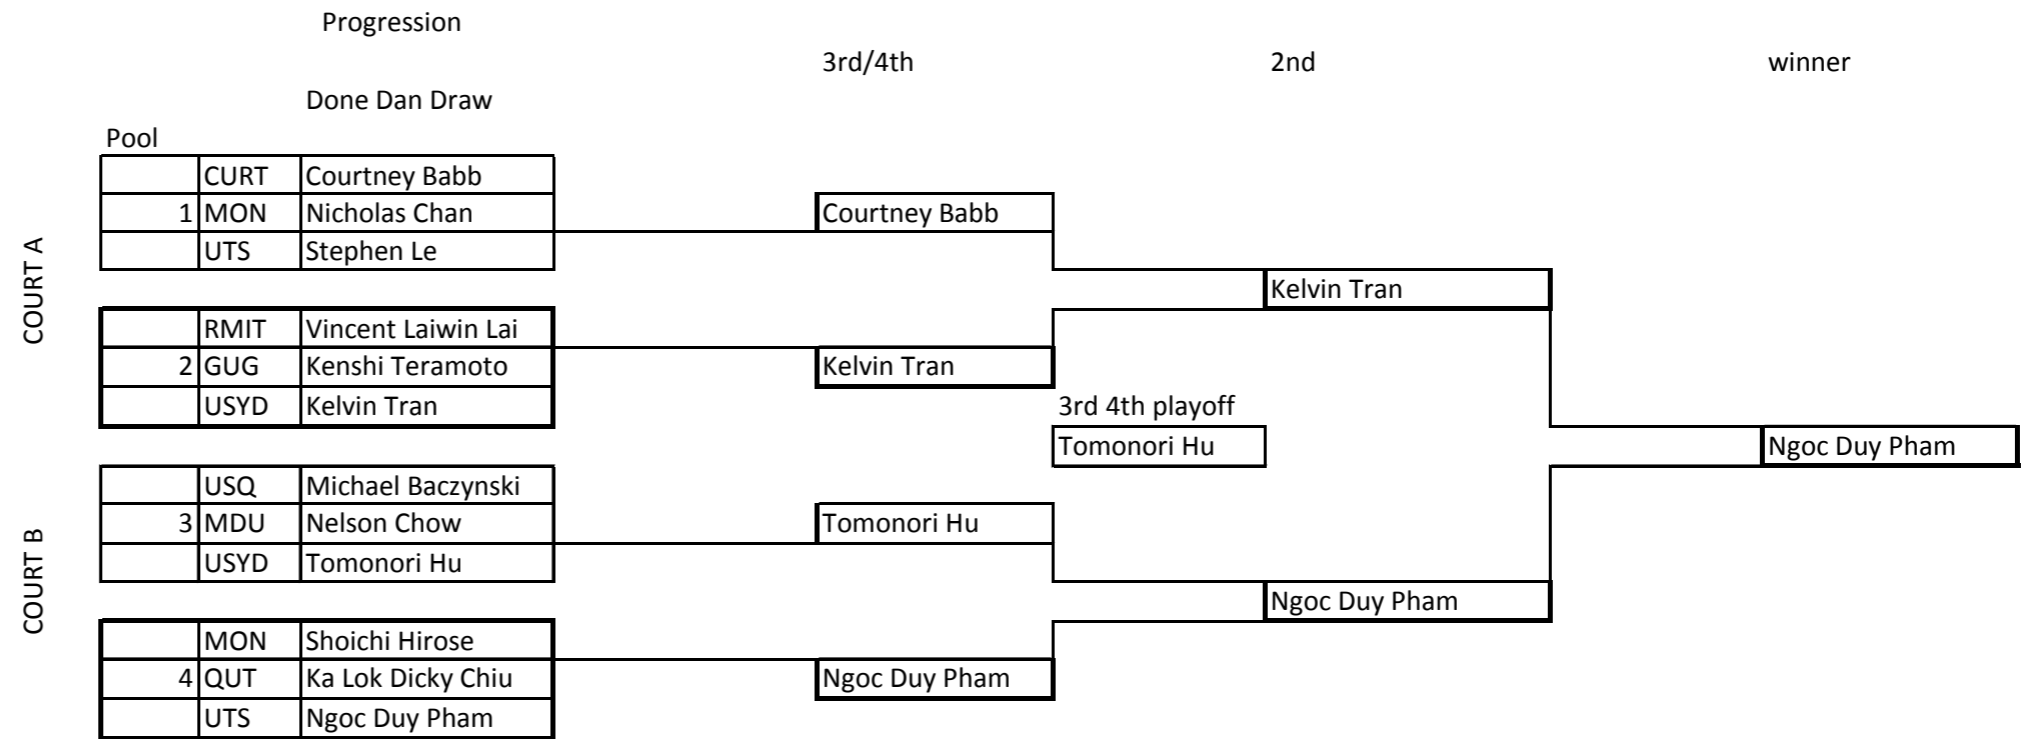 Progression
3rd/4th 2nd winner
Done Dan Draw
Pool
COURT A
CURT Courtney Babb
1 MON Nicholas Chan Courtney Babb
UTS Stephen Le
Kelvin Tran
RMIT Vincent Laiwin Lai
2 GUG Kenshi Teramoto Kelvin Tran
USYD Kelvin Tran 3rd 4th playoff
Tomonori Hu Ngoc Duy Pham
COURT B
USQ Michael Baczynski
3 MDU Nelson Chow Tomonori Hu
USYD Tomonori Hu
Ngoc Duy Pham
MON Shoichi Hirose
4 QUT Ka Lok Dicky Chiu Ngoc Duy Pham
UTS Ngoc Duy Pham